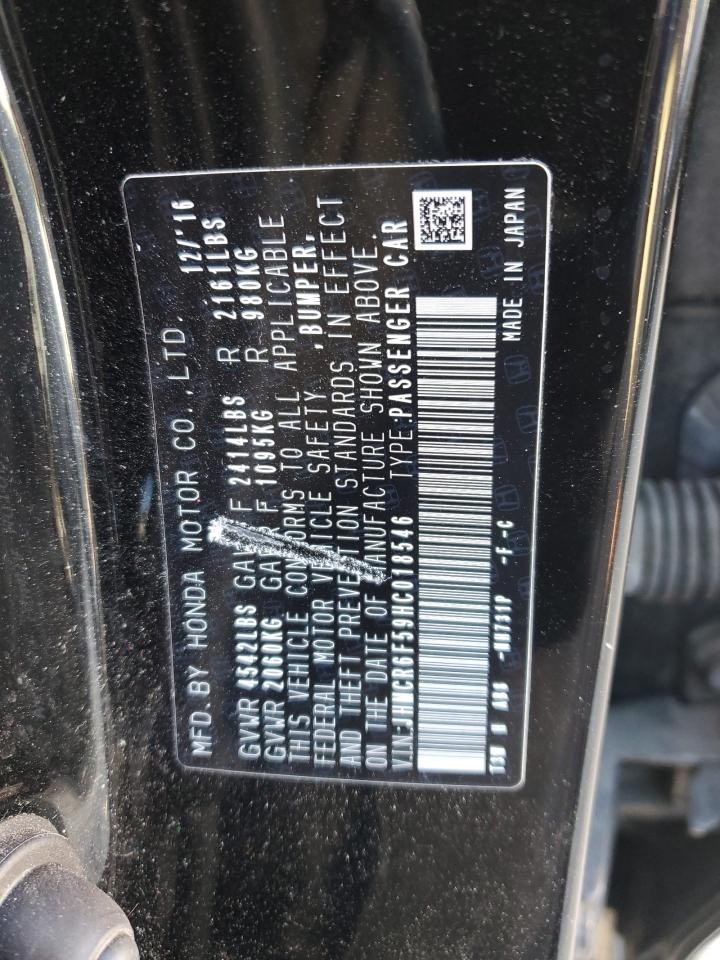 MFD. BY HONDA MOTOR CO., LTD. 12/'16
GVWR 4542LBS GAWR F 2414LBS R 2161LBS
GVWR 2060KG GAWR F 1095KG R 980KG
THIS VEHICLE CONFORMS TO ALL APPLICABLE
FEDERAL MOTOR VEHICLE SAFETY ,BUMPER,
AND THEFT PREVENTION STANDARDS IN EFFECT
ON THE DATE OF MANUFACTURE SHOWN ABOVE.
VIN:JHMCR6F59HC018546 TYPE:PASSENGER CAR
-F-C MADE IN JAPAN